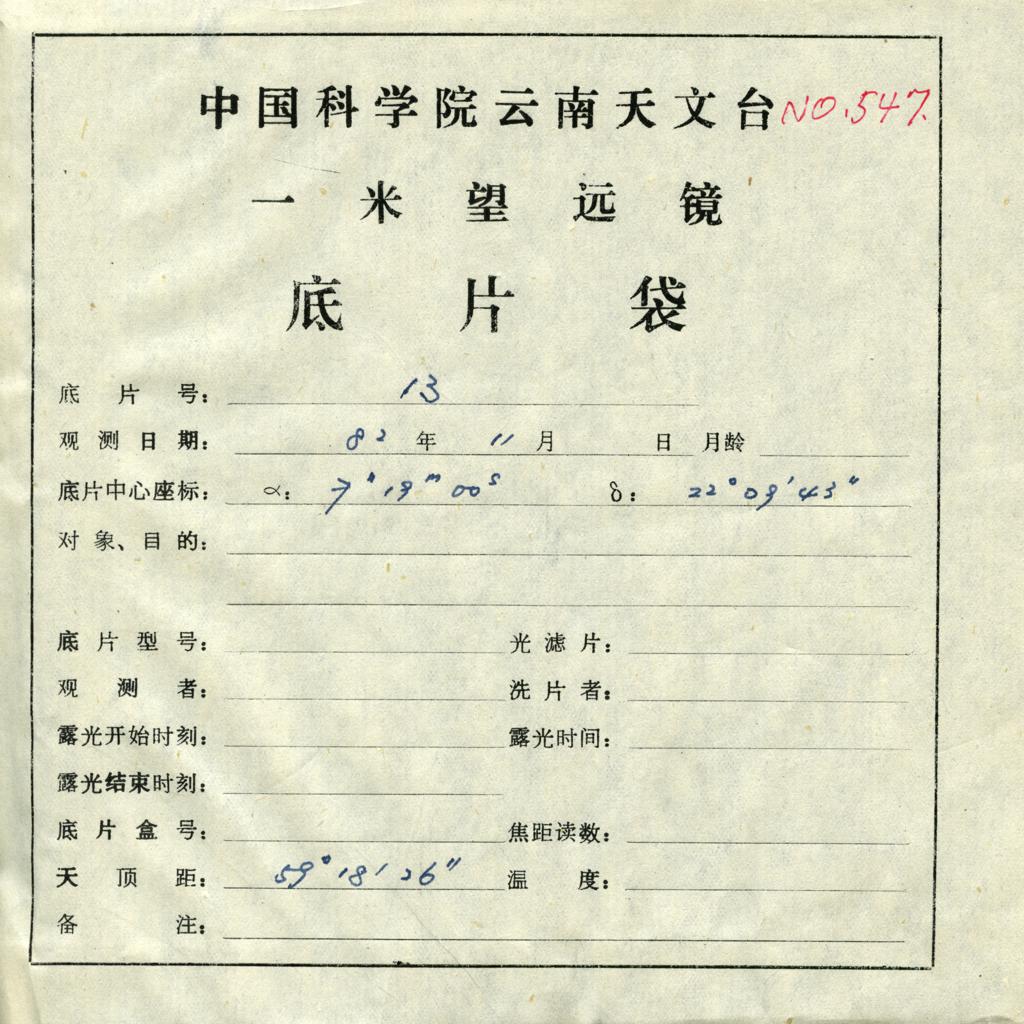 中国科学院云南天文台 NO.547.
一米望远镜
底片袋
底片号： 13
观测日期： 82 年 11 月 日 月龄
底片中心座标： α： 7ʰ 19ᵐ 00ˢ δ： 22° 09′ 43″
对象、目的：
底片型号： 光滤片：
观测者： 洗片者：
露光开始时刻： 露光时间：
露光结束时刻：
底片盒号： 焦距读数：
天顶距： 59° 18′ 26″ 温度：
备注：